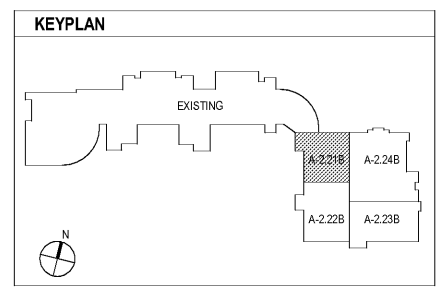 KEYPLAN
EXISTING
A-2.21B
A-2.24B
A-2.22B
A-2.23B
N